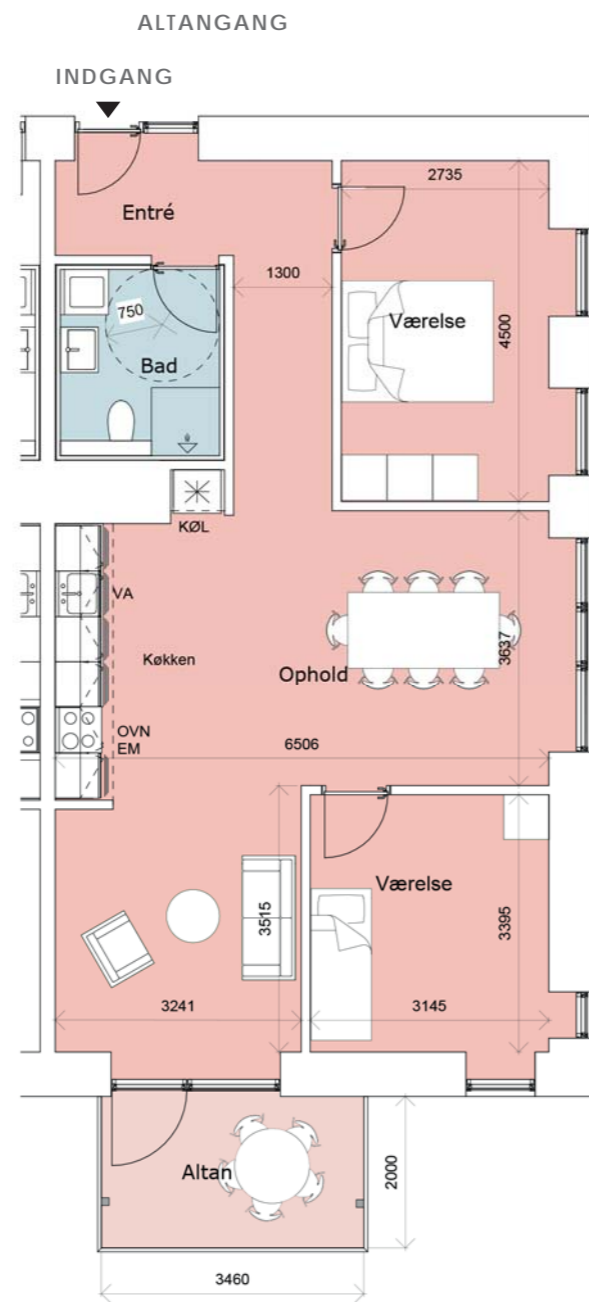 ALTANGANG
INDGANG
Entré
2735
1300
750
Værelse
4500
Bad
KØL
VA
Køkken
Ophold
3637
OVN
EM
6506
Værelse
3515
3395
3241
3145
Altan
2000
3460